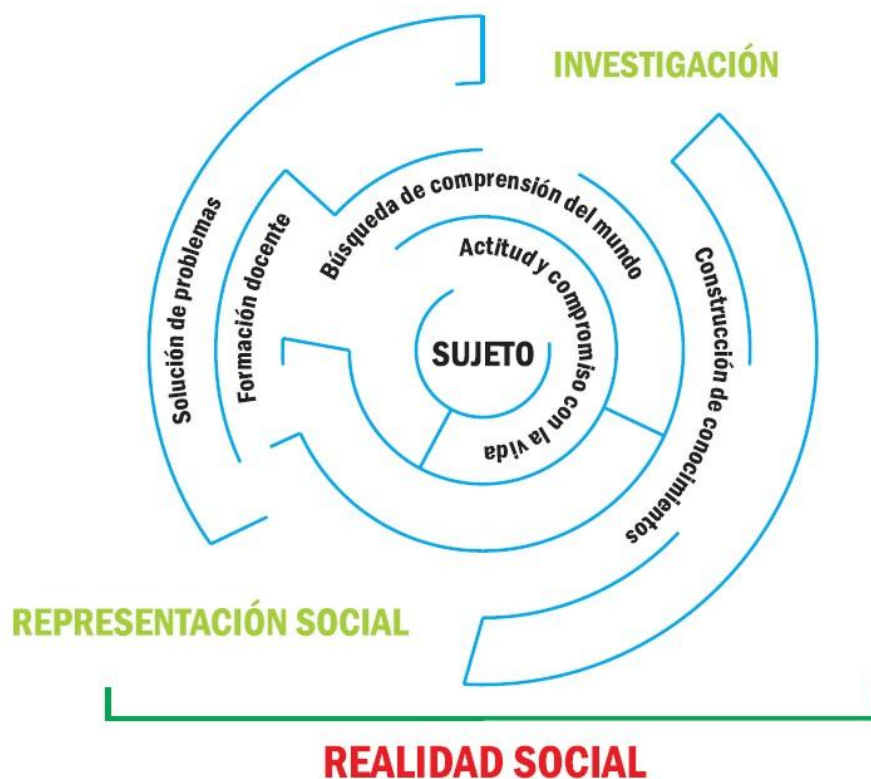 INVESTIGACIÓN
Solución de problemas
Formación docente
Búsqueda de comprensión del mundo
Actitud y compromiso con la vida
SUJETO
Construcción de conocimientos
REPRESENTACIÓN SOCIAL
REALIDAD SOCIAL